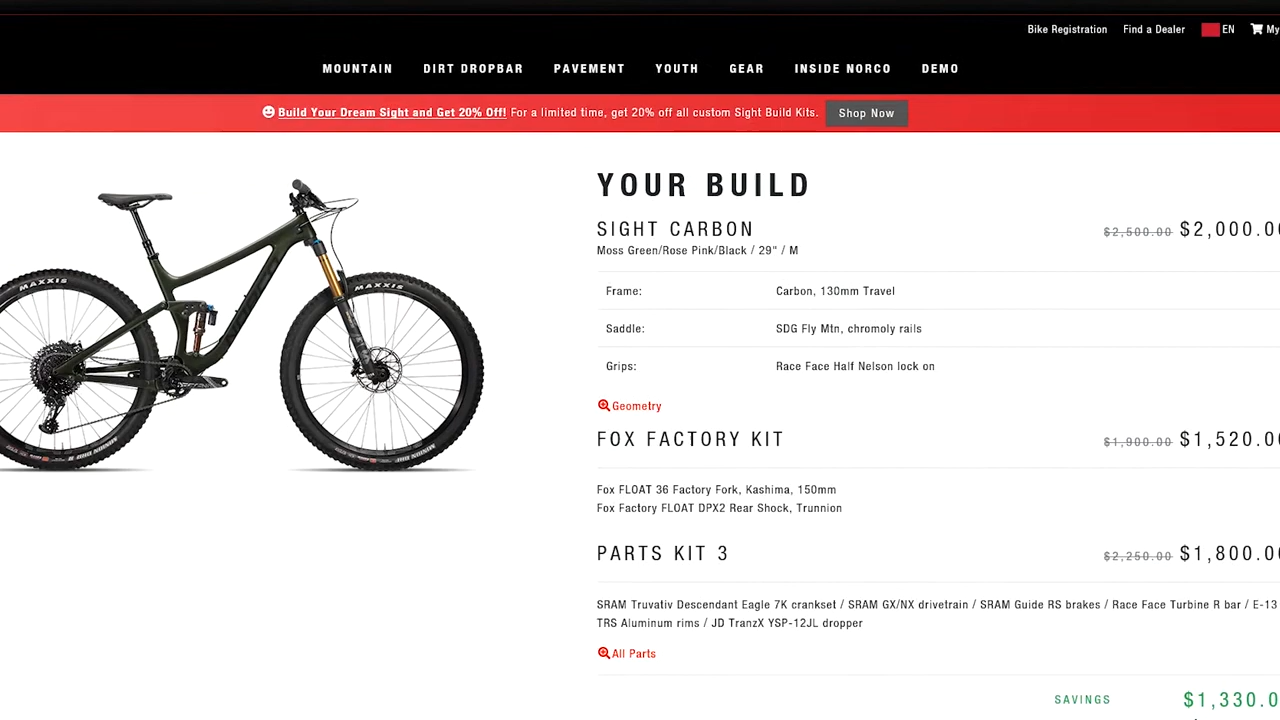 Bike Registration Find a Dealer EN My
MOUNTAIN DIRT DROPBAR PAVEMENT YOUTH GEAR INSIDE NORCO DEMO
Build Your Dream Sight and Get 20% Off! For a limited time, get 20% off all custom Sight Build Kits. Shop Now
YOUR BUILD
SIGHT CARBON $2,500.00 $2,000.00
Moss Green/Rose Pink/Black / 29" / M
Frame: Carbon, 130mm Travel
Saddle: SDG Fly Mtn, chromoly rails
Grips: Race Face Half Nelson lock on
Geometry
FOX FACTORY KIT $1,900.00 $1,520.00
Fox FLOAT 36 Factory Fork, Kashima, 150mm
Fox Factory FLOAT DPX2 Rear Shock, Trunnion
PARTS KIT 3 $2,250.00 $1,800.00
SRAM Truvativ Descendant Eagle 7K crankset / SRAM GX/NX drivetrain / SRAM Guide RS brakes / Race Face Turbine R bar / E-13
TRS Aluminum rims / JD TranzX YSP-12JL dropper
All Parts
SAVINGS $1,330.0
MAXXIS
MAXXIS